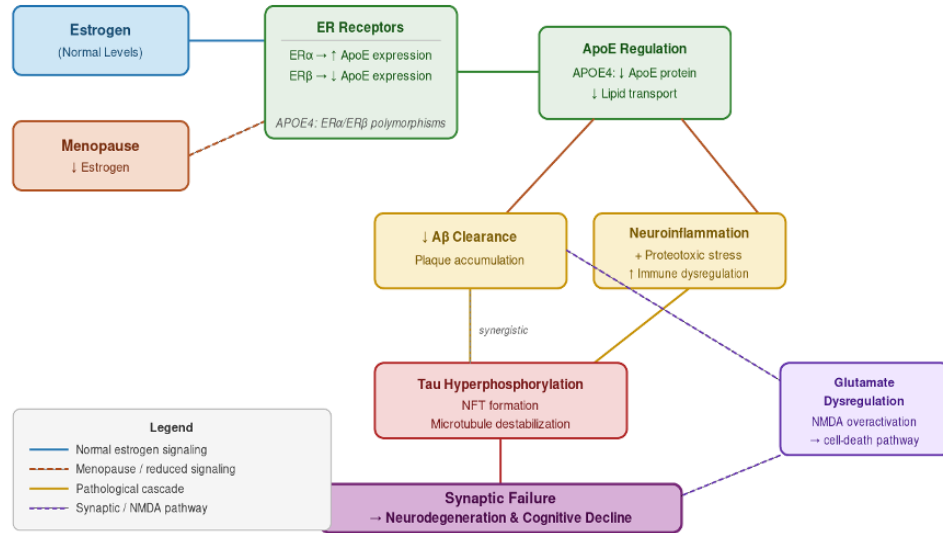 Estrogen
(Normal Levels)
ER Receptors
ERα → ↑ ApoE expression
ERβ → ↓ ApoE expression
APOE4: ERα/ERβ polymorphisms
ApoE Regulation
APOE4: ↓ ApoE protein
↓ Lipid transport
Menopause
↓ Estrogen
↓ Aβ Clearance
Plaque accumulation
Neuroinflammation
+ Proteotoxic stress
↑ Immune dysregulation
synergistic
Tau Hyperphosphorylation
NFT formation
Microtubule destabilization
Glutamate
Dysregulation
NMDA overactivation
→ cell-death pathway
Legend
Normal estrogen signaling
Menopause / reduced signaling
Pathological cascade
Synaptic / NMDA pathway
Synaptic Failure
→ Neurodegeneration & Cognitive Decline